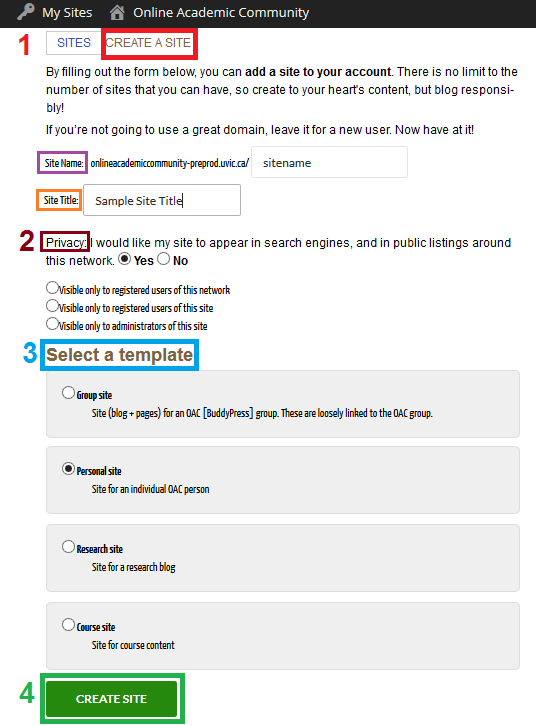 My Sites Online Academic Community
1 SITES CREATE A SITE
By filling out the form below, you can add a site to your account. There is no limit to the
number of sites that you can have, so create to your heart's content, but blog responsi-
bly!
If you're not going to use a great domain, leave it for a new user. Now have at it!
Site Name: onlineacademiccommunity-preprod.uvic.ca/ sitename
Site Title: Sample Site Title
2 Privacy: I would like my site to appear in search engines, and in public listings around
this network. Yes No
Visible only to registered users of this network
Visible only to registered users of this site
Visible only to administrators of this site
3 Select a template
Group site
Site (blog + pages) for an OAC [BuddyPress] group. These are loosely linked to the OAC group.
Personal site
Site for an individual OAC person
Research site
Site for a research blog
Course site
Site for course content
4 CREATE SITE